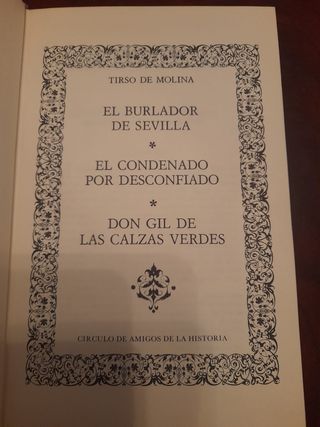 TIRSO DE MOLINA
EL BURLADOR
DE SEVILLA
*
EL CONDENADO
POR DESCONFIADO
*
DON GIL DE
LAS CALZAS VERDES
CIRCULO DE AMIGOS DE LA HISTORIA